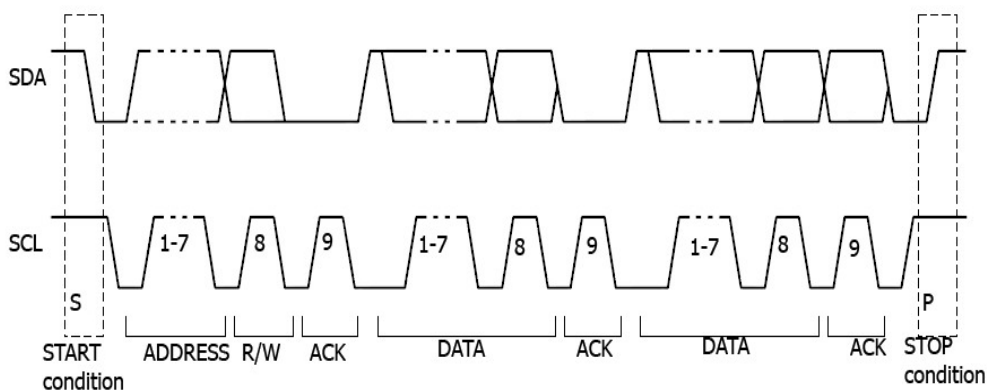 SDA
SCL
1-7
8
9
1-7
8
9
1-7
8
9
S
P
START
condition
ADDRESS
R/W
ACK
DATA
ACK
DATA
ACK
STOP
condition